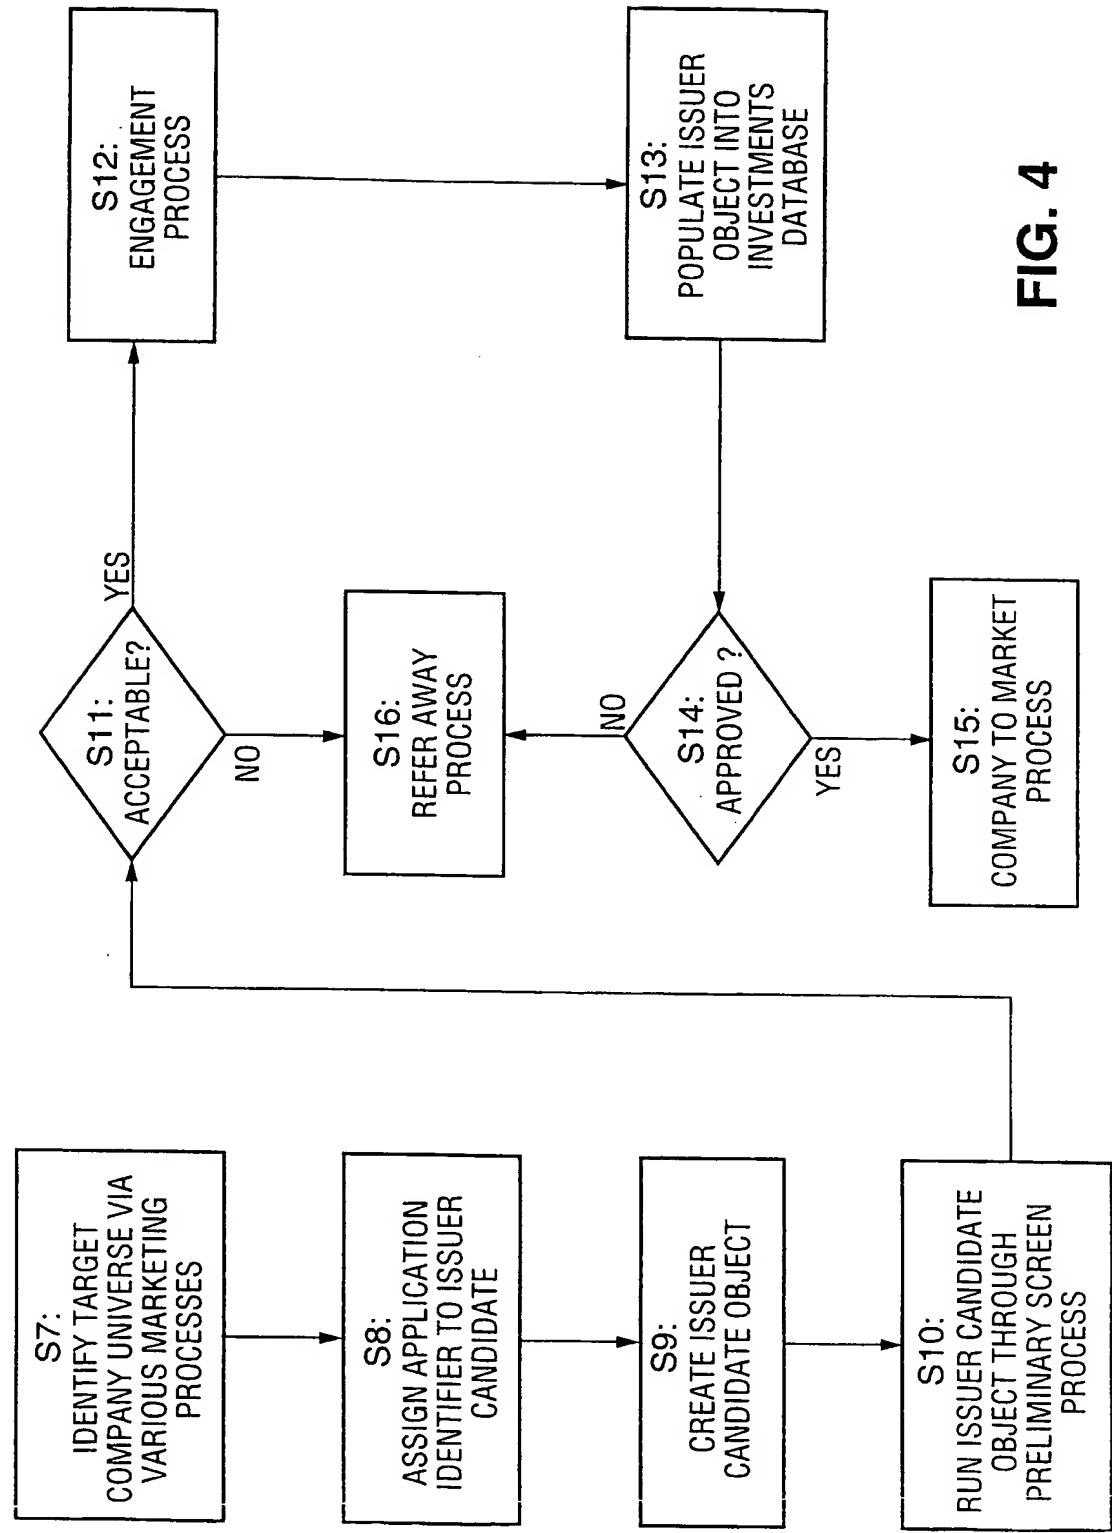 S7:
IDENTIFY TARGET
COMPANY UNIVERSE VIA
VARIOUS MARKETING
PROCESSES
S8:
ASSIGN APPLICATION
IDENTIFIER TO ISSUER
CANDIDATE
S9:
CREATE ISSUER
CANDIDATE OBJECT
S10:
RUN ISSUER CANDIDATE
OBJECT THROUGH
PRELIMINARY SCREEN
PROCESS
S11:
ACCEPTABLE?
YES
NO
S16:
REFER AWAY
PROCESS
NO
S14:
APPROVED ?
YES
S15:
COMPANY TO MARKET
PROCESS
S12:
ENGAGEMENT
PROCESS
S13:
POPULATE ISSUER
OBJECT INTO
INVESTMENTS
DATABASE
FIG. 4